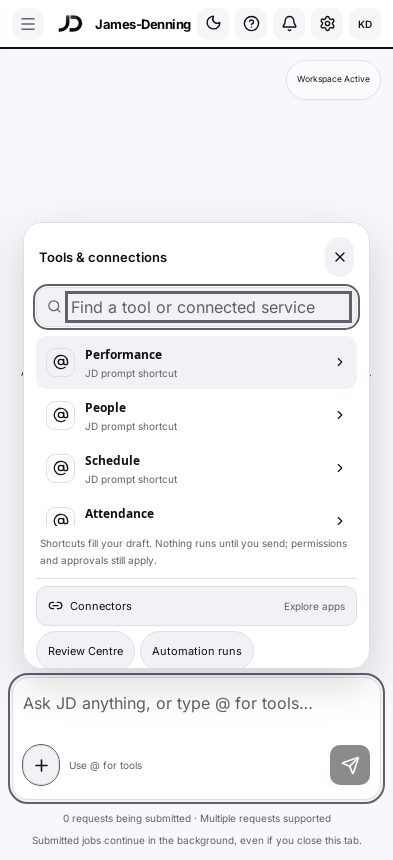 JD James-Denning KD
Workspace Active
Tools & connections
Find a tool or connected service
@ Performance
JD prompt shortcut
@ People
JD prompt shortcut
@ Schedule
JD prompt shortcut
@ Attendance
Shortcuts fill your draft. Nothing runs until you send; permissions
and approvals still apply.
Connectors Explore apps
Review Centre Automation runs
Ask JD anything, or type @ for tools...
Use @ for tools
0 requests being submitted · Multiple requests supported
Submitted jobs continue in the background, even if you close this tab.